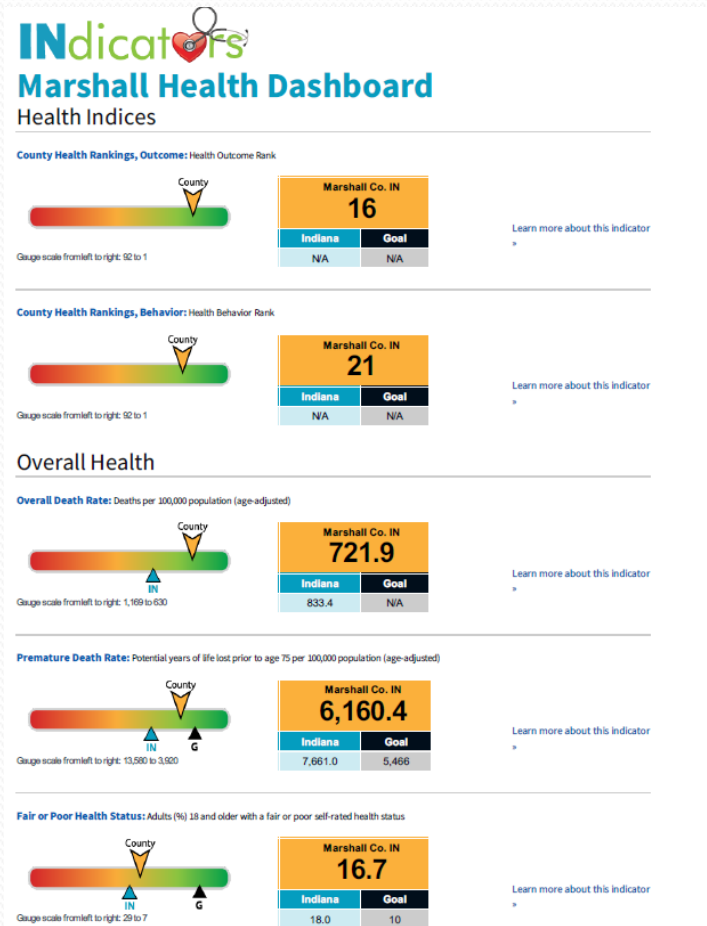 INdicators
Marshall Health Dashboard
Health Indices
County Health Rankings, Outcome: Health Outcome Rank
County
Marshall Co. IN
16
Indiana Goal
N/A N/A
Learn more about this indicator
»
Gauge scale from left to right: 92 to 1
County Health Rankings, Behavior: Health Behavior Rank
County
Marshall Co. IN
21
Indiana Goal
N/A N/A
Learn more about this indicator
»
Gauge scale from left to right: 92 to 1
Overall Health
Overall Death Rate: Deaths per 100,000 population (age-adjusted)
County
IN
Marshall Co. IN
721.9
Indiana Goal
833.4 N/A
Learn more about this indicator
»
Gauge scale from left to right: 1,169 to 630
Premature Death Rate: Potential years of life lost prior to age 75 per 100,000 population (age-adjusted)
County
IN G
Marshall Co. IN
6,160.4
Indiana Goal
7,661.0 5,466
Learn more about this indicator
»
Gauge scale from left to right: 13,580 to 3,920
Fair or Poor Health Status: Adults (%) 18 and older with a fair or poor self-rated health status
County
IN G
Marshall Co. IN
16.7
Indiana Goal
18.0 10
Learn more about this indicator
»
Gauge scale from left to right: 29 to 7